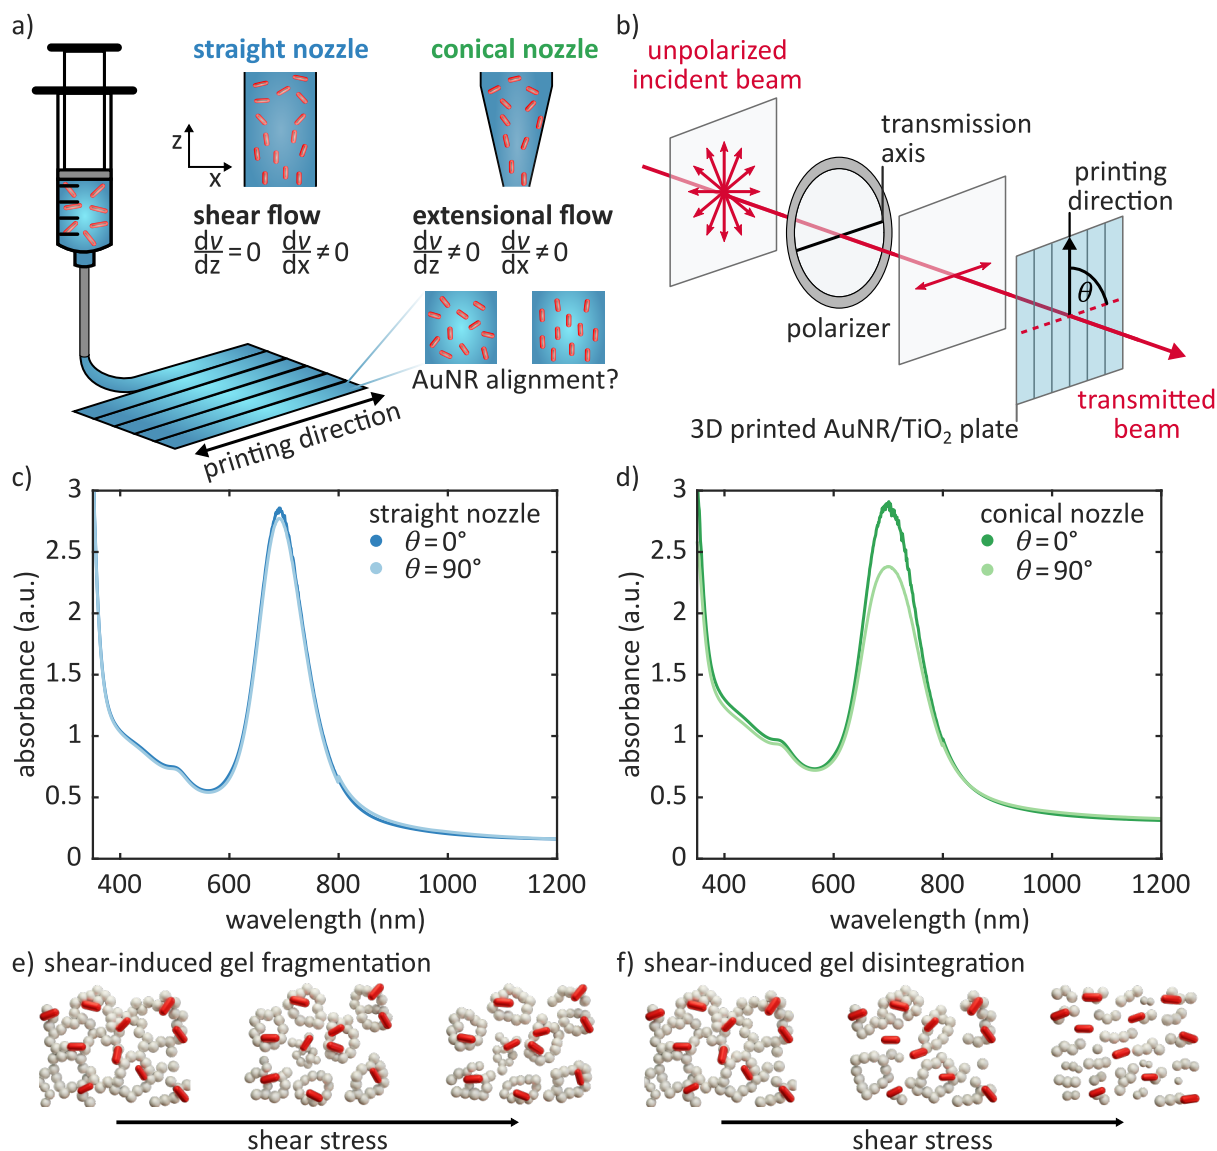 a)
straight nozzle
conical nozzle
z
x
shear flow
extensional flow
dv/dz = 0 dv/dx ≠ 0
dv/dz ≠ 0 dv/dx ≠ 0
AuNR alignment?
printing direction
b)
unpolarized
incident beam
transmission
axis
printing
direction
θ
polarizer
transmitted
beam
3D printed AuNR/TiO₂ plate
c)
straight nozzle
θ = 0°
θ = 90°
absorbance (a.u.)
3
2.5
2
1.5
1
0.5
0
400 600 800 1000 1200
wavelength (nm)
d)
conical nozzle
θ = 0°
θ = 90°
absorbance (a.u.)
3
2.5
2
1.5
1
0.5
0
400 600 800 1000 1200
wavelength (nm)
e) shear-induced gel fragmentation
shear stress
f) shear-induced gel disintegration
shear stress